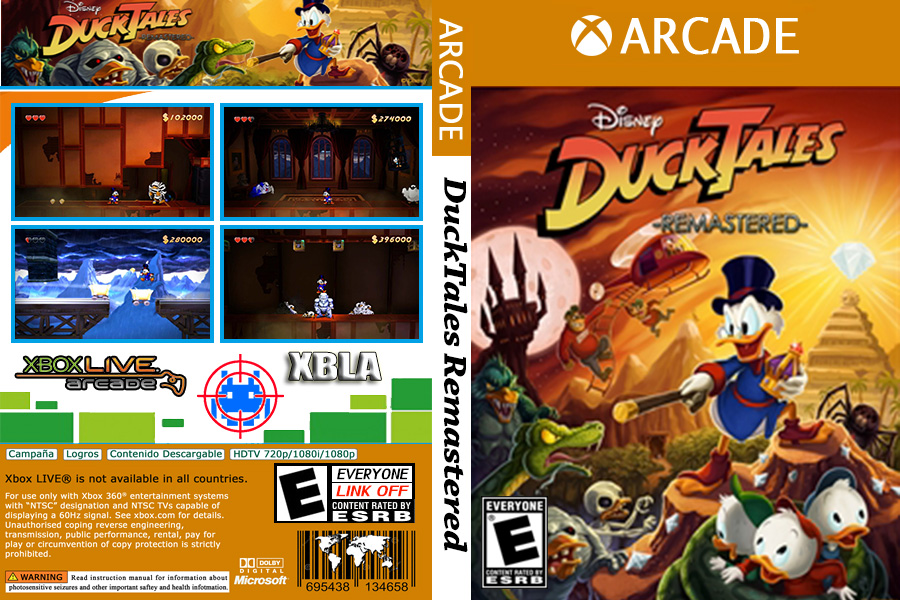 Disney
DUCKTALES
-REMASTERED-
$102000
$274000
$280000
$396000
XBOX LIVE.
arcade
XBLA
Campaña
Logros
Contenido Descargable
HDTV 720p/1080i/1080p
Xbox LIVE® is not available in all countries.
For use only with Xbox 360® entertainment systems
with “NTSC” designation and NTSC TVs capable of
displaying a 60Hz signal. See xbox.com for details.
Unauthorised coping reverse engineering,
transmission, public performance, rental, pay for
play or circumvention of copy protection is strictly
prohibited.
WARNING Read instruction manual for information about
photosensitive seizures and other important saftey and health infotmation.
E
EVERYONE
LINK OFF
CONTENT RATED BY
ESRB
DOLBY
DIGITAL
Microsoft
695438 134658
ARCADE
DuckTales Remastered
ARCADE
Disney
DUCKTALES
-REMASTERED-
EVERYONE
E
CONTENT RATED BY
ESRB